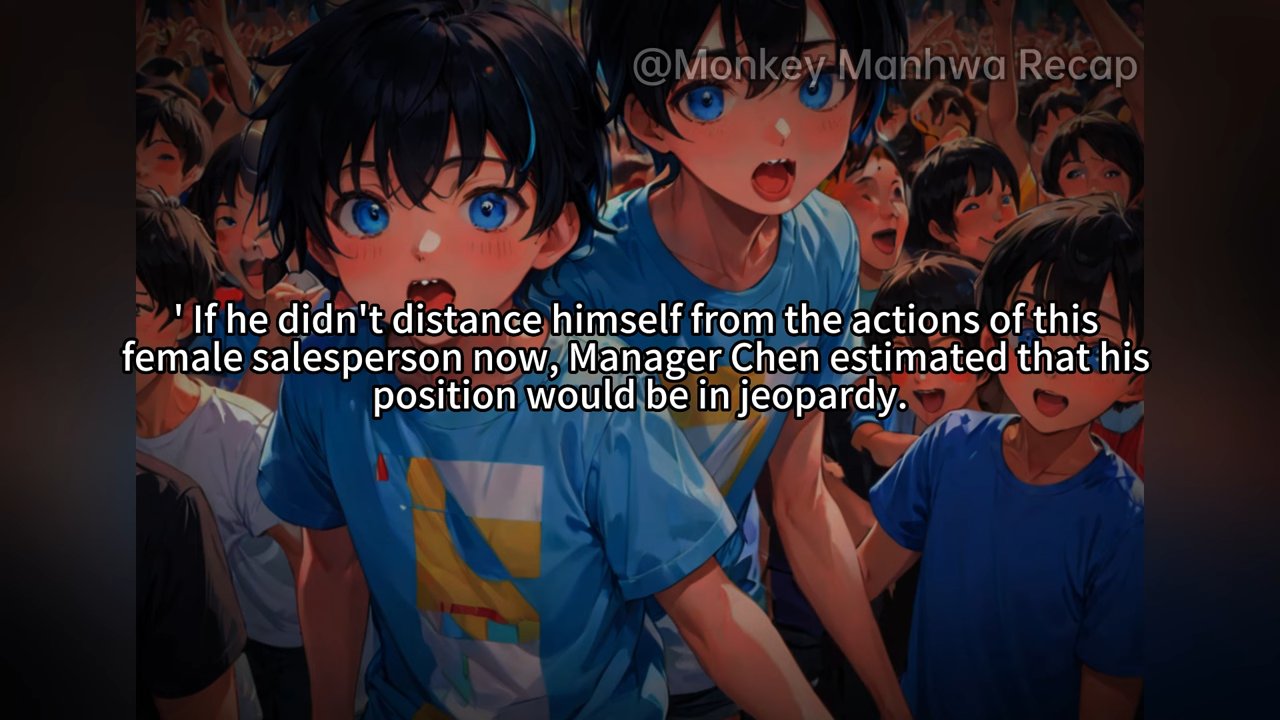 @Monkey Manhwa Recap
' If he didn't distance himself from the actions of this
female salesperson now, Manager Chen estimated that his
position would be in jeopardy.